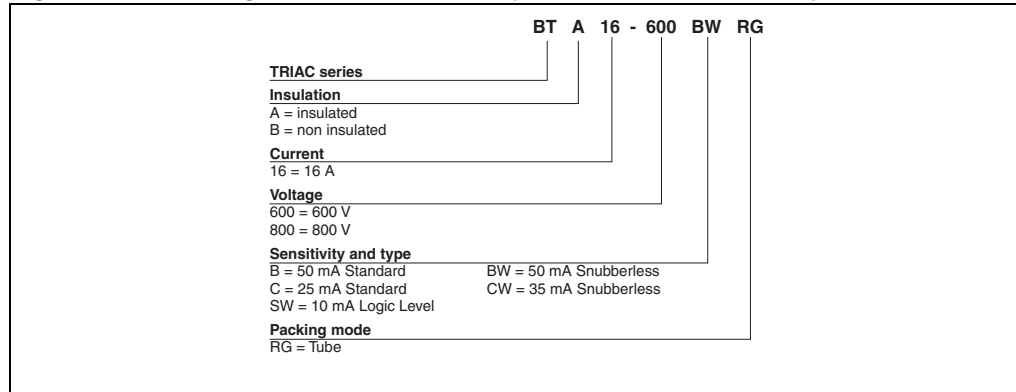 BT A 16 - 600 BW RG
TRIAC series
Insulation
A = insulated
B = non insulated
Current
16 = 16 A
Voltage
600 = 600 V
800 = 800 V
Sensitivity and type
B = 50 mA Standard BW = 50 mA Snubberless
C = 25 mA Standard CW = 35 mA Snubberless
SW = 10 mA Logic Level
Packing mode
RG = Tube